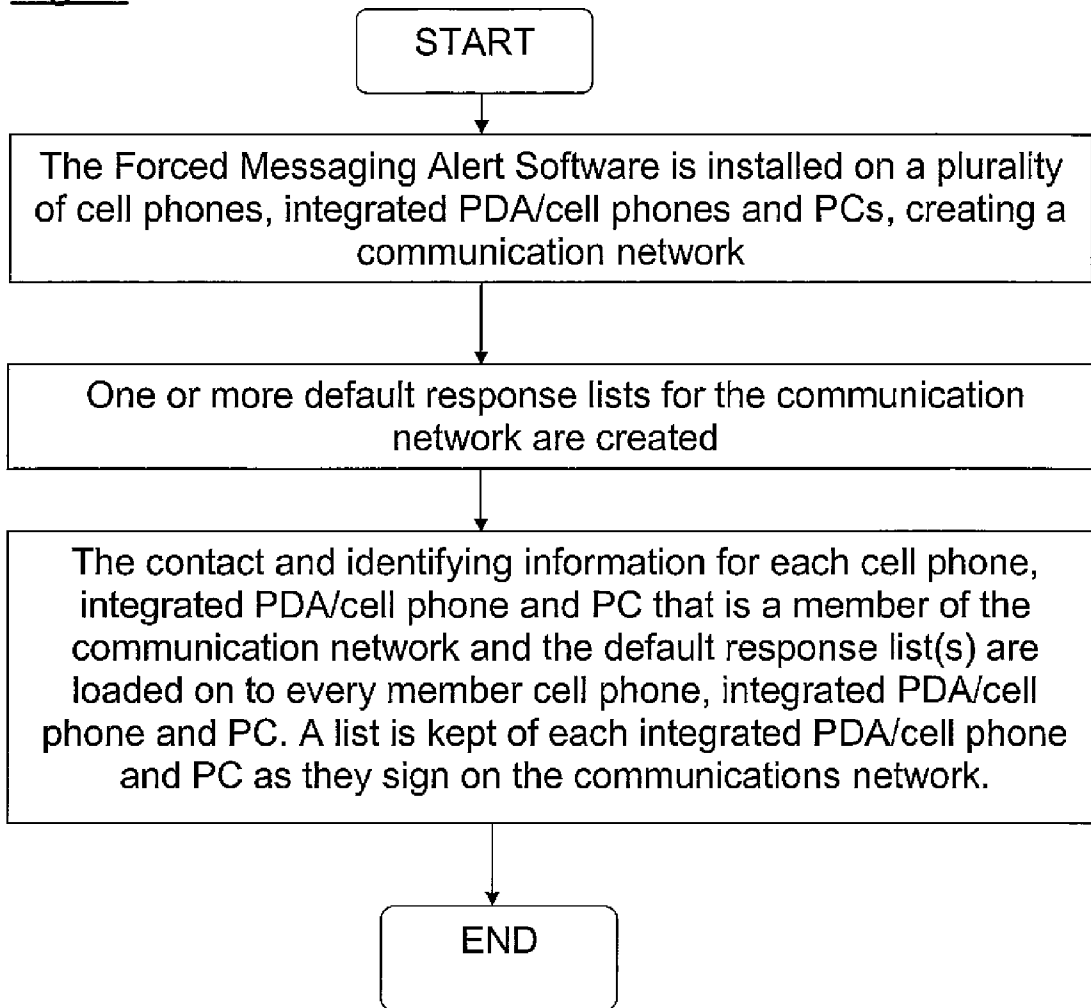 START
The Forced Messaging Alert Software is installed on a plurality
of cell phones, integrated PDA/cell phones and PCs, creating a
communication network
One or more default response lists for the communication
network are created
The contact and identifying information for each cell phone,
integrated PDA/cell phone and PC that is a member of the
communication network and the default response list(s) are
loaded on to every member cell phone, integrated PDA/cell
phone and PC. A list is kept of each integrated PDA/cell phone
and PC as they sign on the communications network.
END